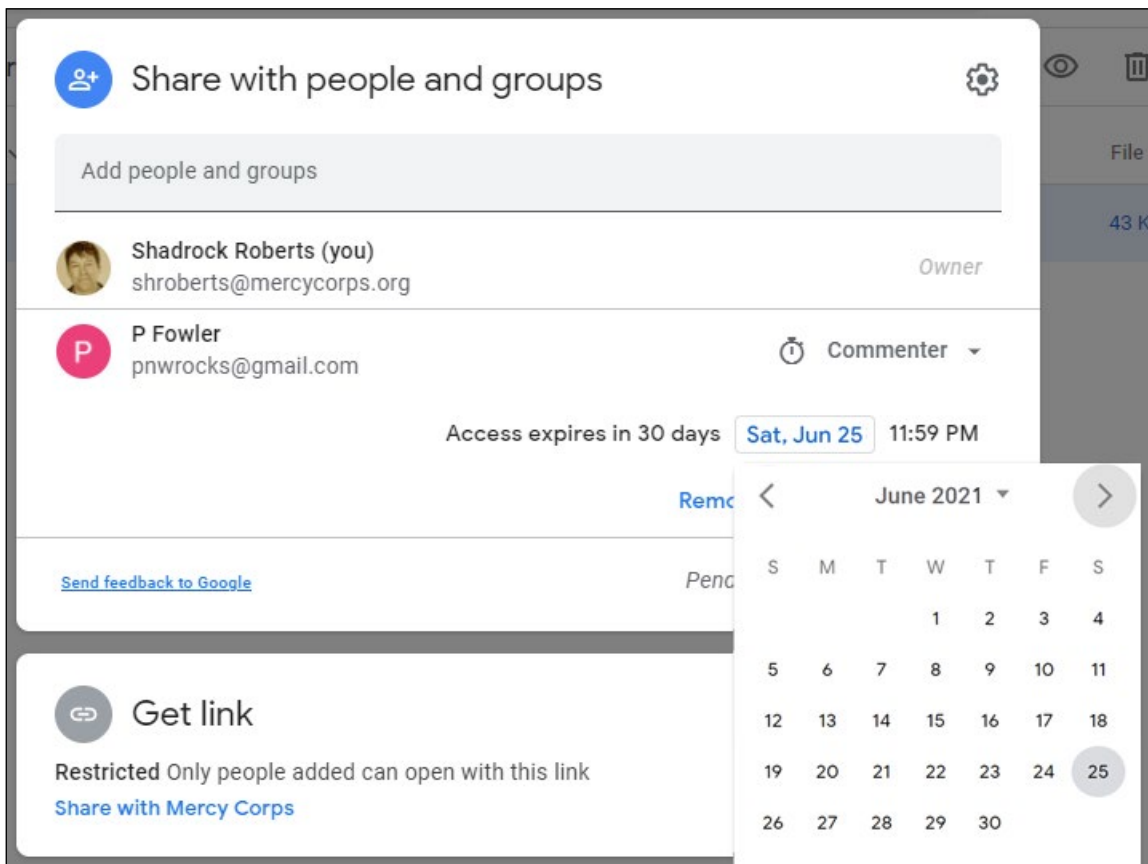 Share with people and groups
Add people and groups
File
43 K
Shadrock Roberts (you)
shroberts@mercycorps.org
Owner
P
P Fowler
pnwrocks@gmail.com
Commenter
Access expires in 30 days Sat, Jun 25 11:59 PM
Remo
Send feedback to Google
Pend
June 2021
S M T W T F S
1 2 3 4
5 6 7 8 9 10 11
12 13 14 15 16 17 18
19 20 21 22 23 24 25
26 27 28 29 30
Get link
Restricted Only people added can open with this link
Share with Mercy Corps